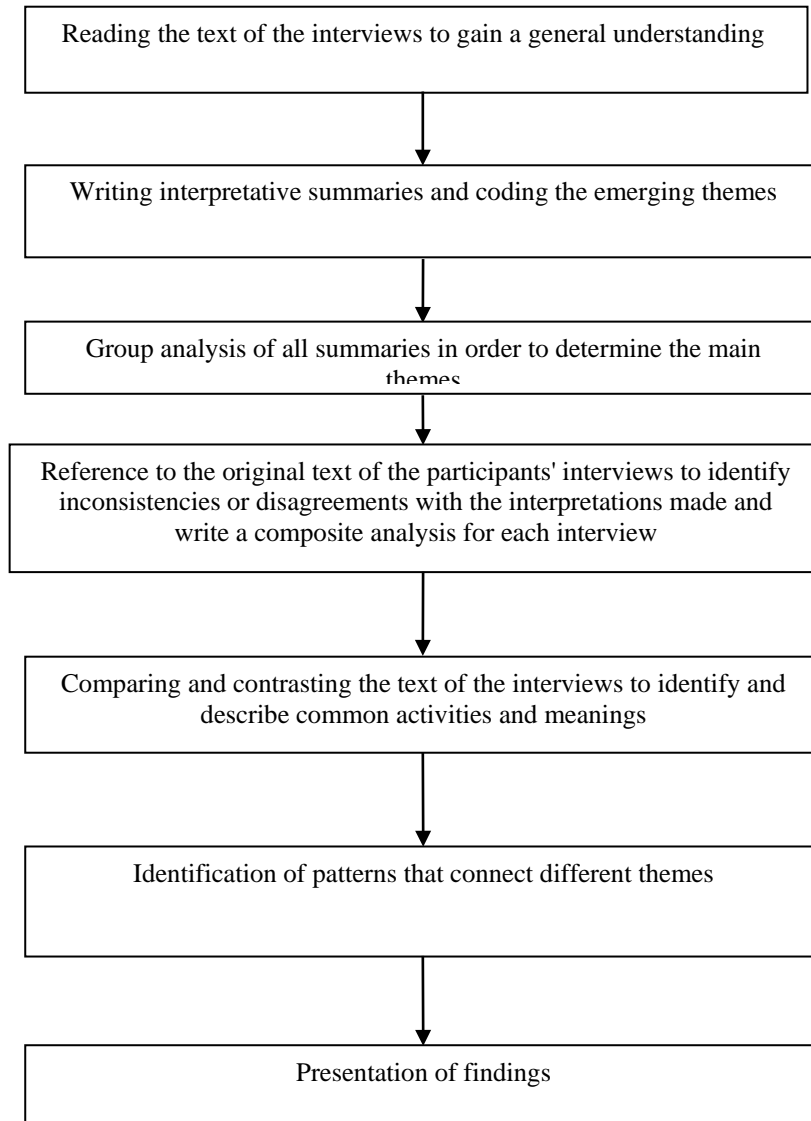 Reading the text of the interviews to gain a general understanding
Writing interpretative summaries and coding the emerging themes
Group analysis of all summaries in order to determine the main
themes
Reference to the original text of the participants' interviews to identify
inconsistencies or disagreements with the interpretations made and
write a composite analysis for each interview
Comparing and contrasting the text of the interviews to identify and
describe common activities and meanings
Identification of patterns that connect different themes
Presentation of findings